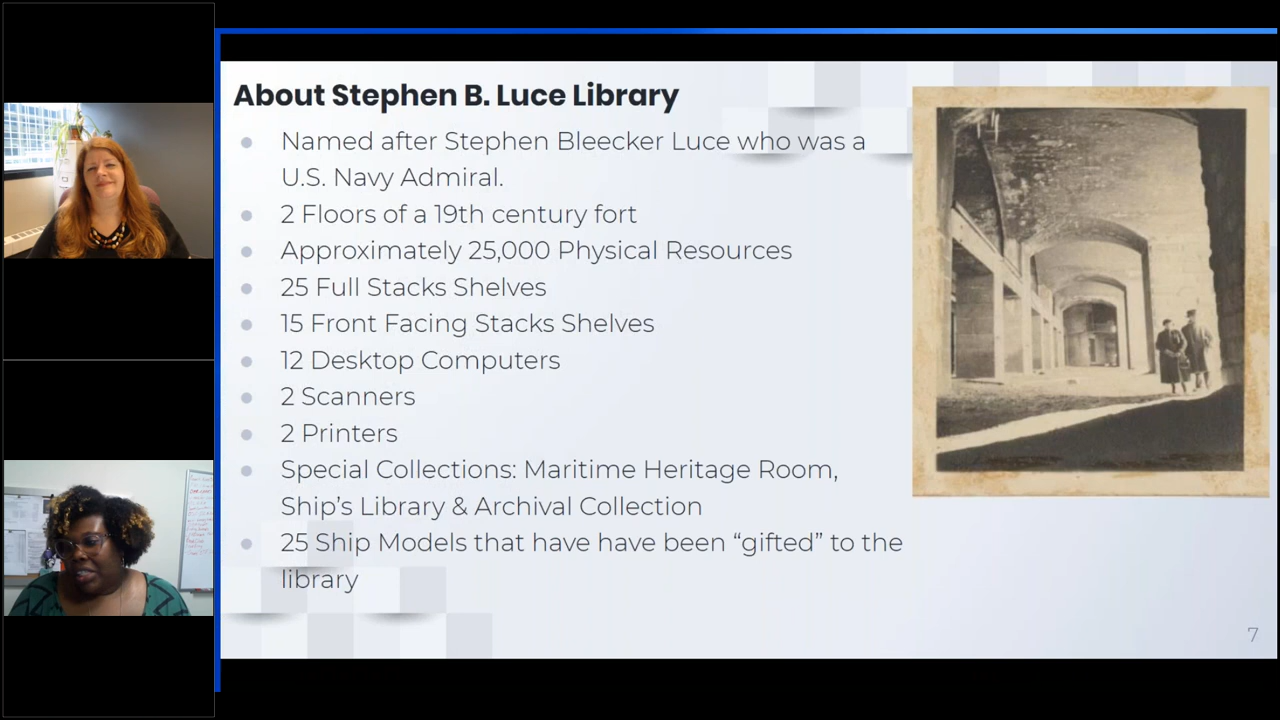 About Stephen B. Luce Library
Named after Stephen Bleecker Luce who was a
U.S. Navy Admiral.
2 Floors of a 19th century fort
Approximately 25,000 Physical Resources
25 Full Stacks Shelves
15 Front Facing Stacks Shelves
12 Desktop Computers
2 Scanners
2 Printers
Special Collections: Maritime Heritage Room,
Ship’s Library & Archival Collection
25 Ship Models that have have been “gifted” to the
library
7